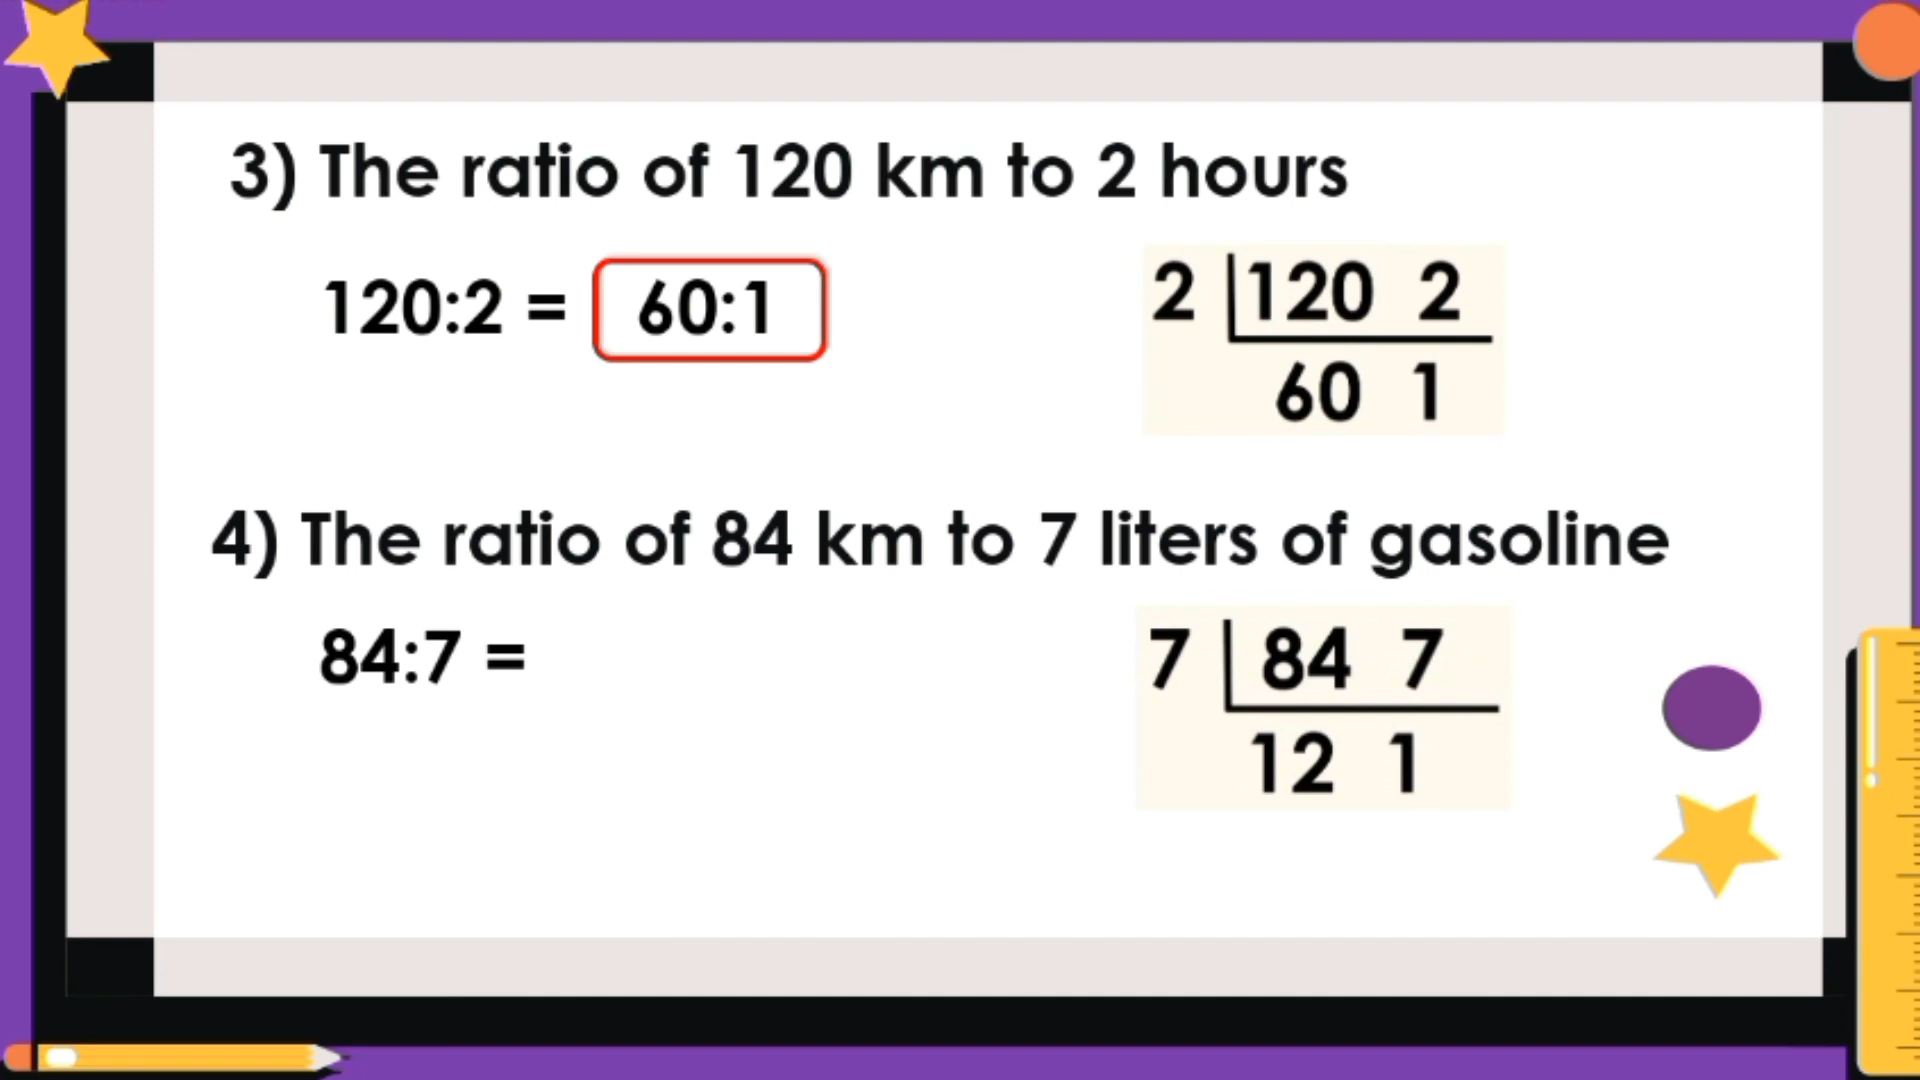 3) The ratio of 120 km to 2 hours
120:2 = 60:1
2 120 2
60 1
4) The ratio of 84 km to 7 liters of gasoline
84:7 =
7 84 7
12 1